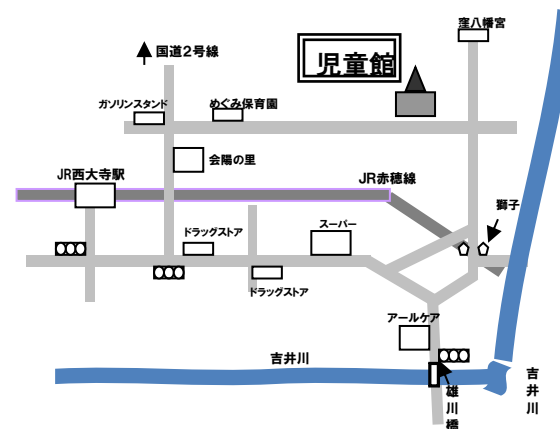 窪八幡宮
国道2号線
児童館
ガソリンスタンド
めぐみ保育園
会陽の里
JR西大寺駅
JR赤穂線
獅子
スーパー
ドラッグストア
ドラッグストア
アールケア
吉井川
吉井川
雄川橋